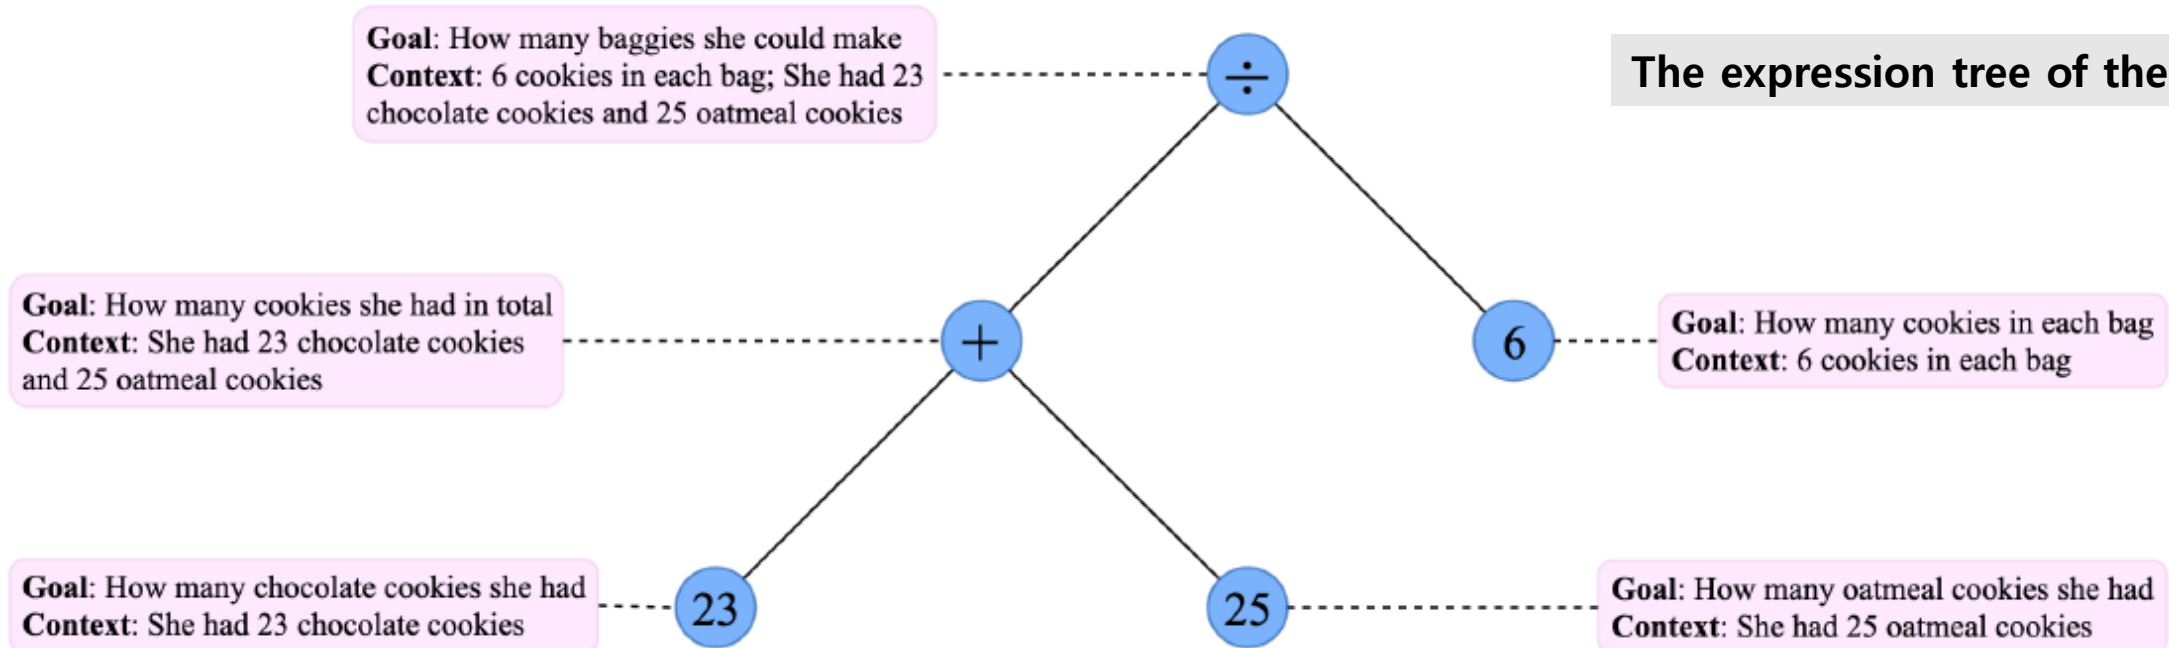 Goal: How many baggies she could make
Context: 6 cookies in each bag; She had 23
chocolate cookies and 25 oatmeal cookies
÷
The expression tree of the
Goal: How many cookies she had in total
Context: She had 23 chocolate cookies
and 25 oatmeal cookies
+
6
Goal: How many cookies in each bag
Context: 6 cookies in each bag
Goal: How many chocolate cookies she had
Context: She had 23 chocolate cookies
23
25
Goal: How many oatmeal cookies she had
Context: She had 25 oatmeal cookies